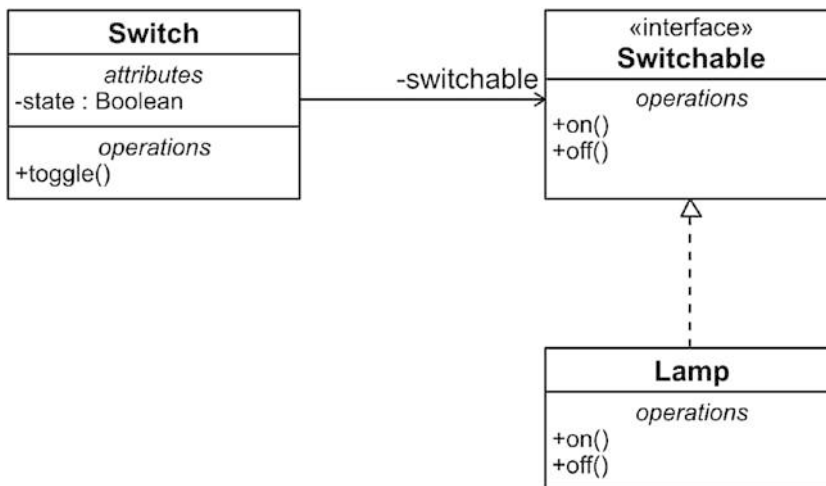 Switch
attributes
-state : Boolean
operations
+toggle()
-switchable
«interface»
Switchable
operations
+on()
+off()
Lamp
operations
+on()
+off()